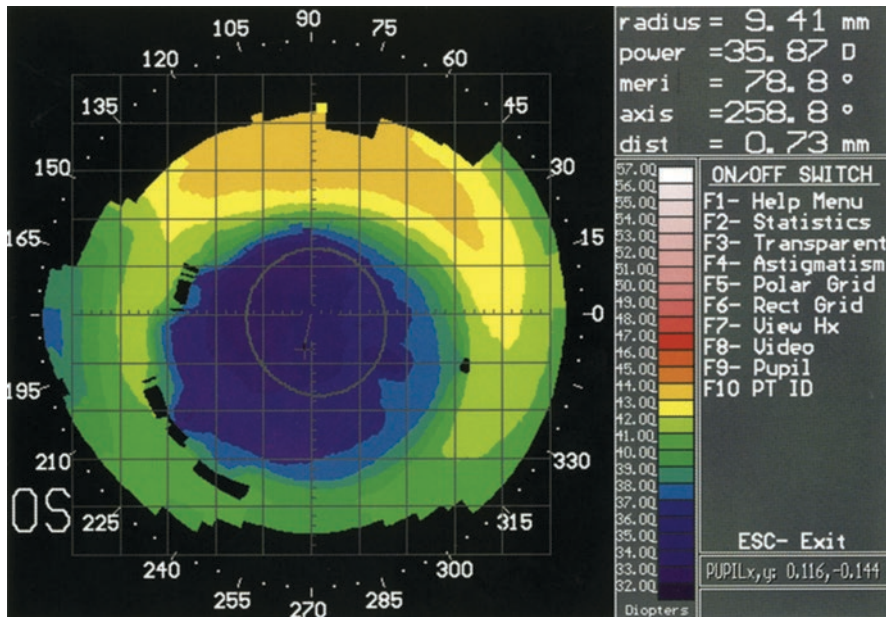 90
105
75
120
60
135
45
150
30
165
15
0
195
210
330
OS
225
315
240
300
255
285
270
radius = 9.41 mm
power =35.87 D
meri = 78.8 °
axis =258.8 °
dist = 0.73 mm
57.00
56.00
55.00
54.00
53.00
52.00
51.00
50.00
49.00
48.00
47.00
46.00
45.00
44.00
43.00
42.00
41.00
40.00
39.00
38.00
37.00
36.00
35.00
34.00
33.00
32.00
Diopters
ON/OFF SWITCH
F1- Help Menu
F2- Statistics
F3- Transparent
F4- Astigmatism
F5- Polar Grid
F6- Rect Grid
F7- View Hx
F8- Video
F9- Pupil
F10 PT ID
ESC- Exit
PUPILx,y: 0.116,-0.144